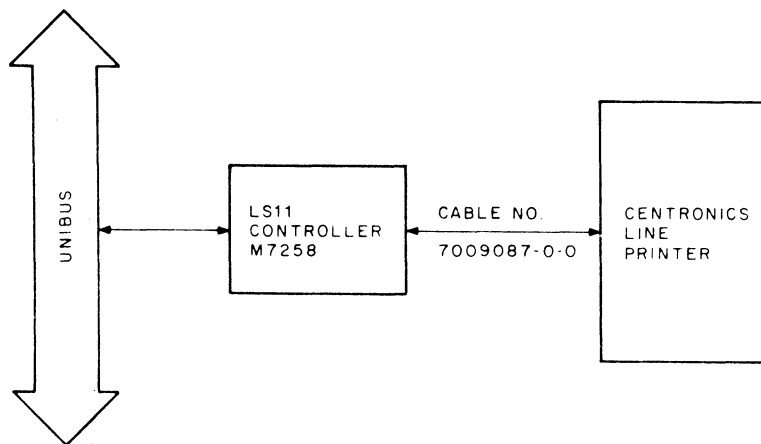 UNIBUS
LS11
CONTROLLER
M7258
CABLE NO.
7009087-0-0
CENTRONICS
LINE
PRINTER